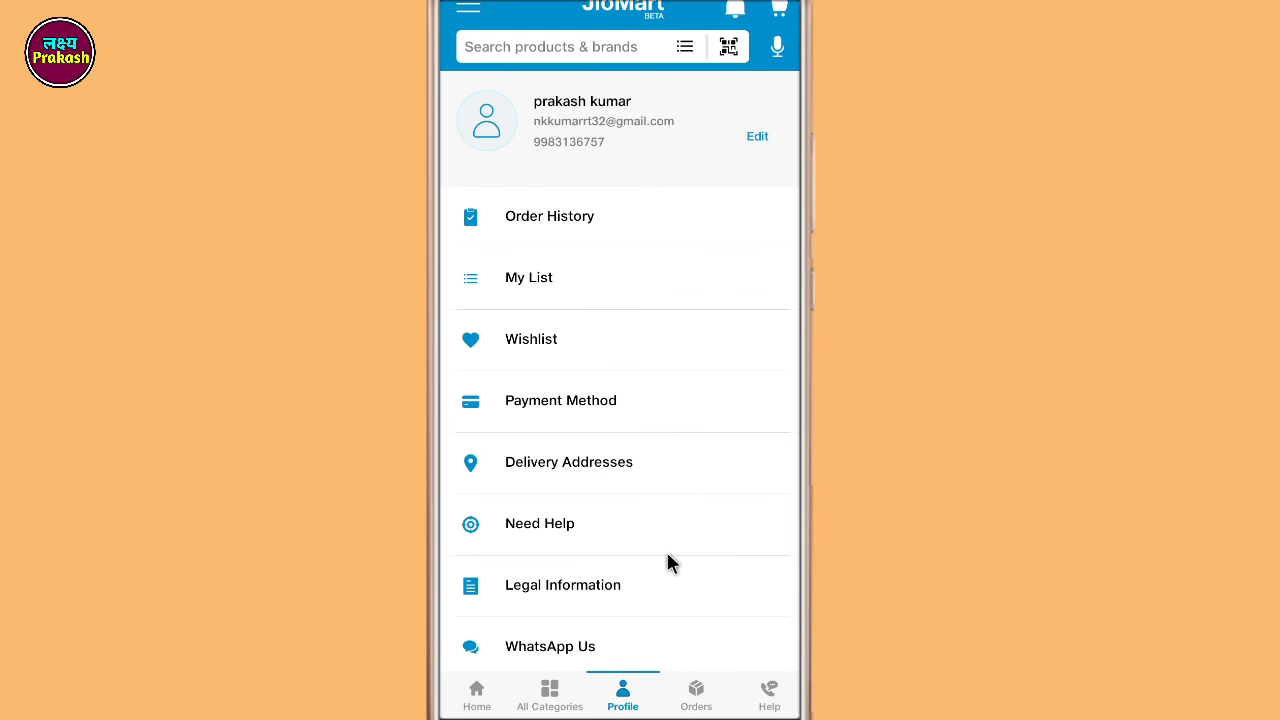 लक्ष्य
Prakash
JioMart
BETA
Search products & brands
prakash kumar
nkkumarrt32@gmail.com
9983136757
Edit
Order History
My List
Wishlist
Payment Method
Delivery Addresses
Need Help
Legal Information
WhatsApp Us
Home
All Categories
Profile
Orders
Help